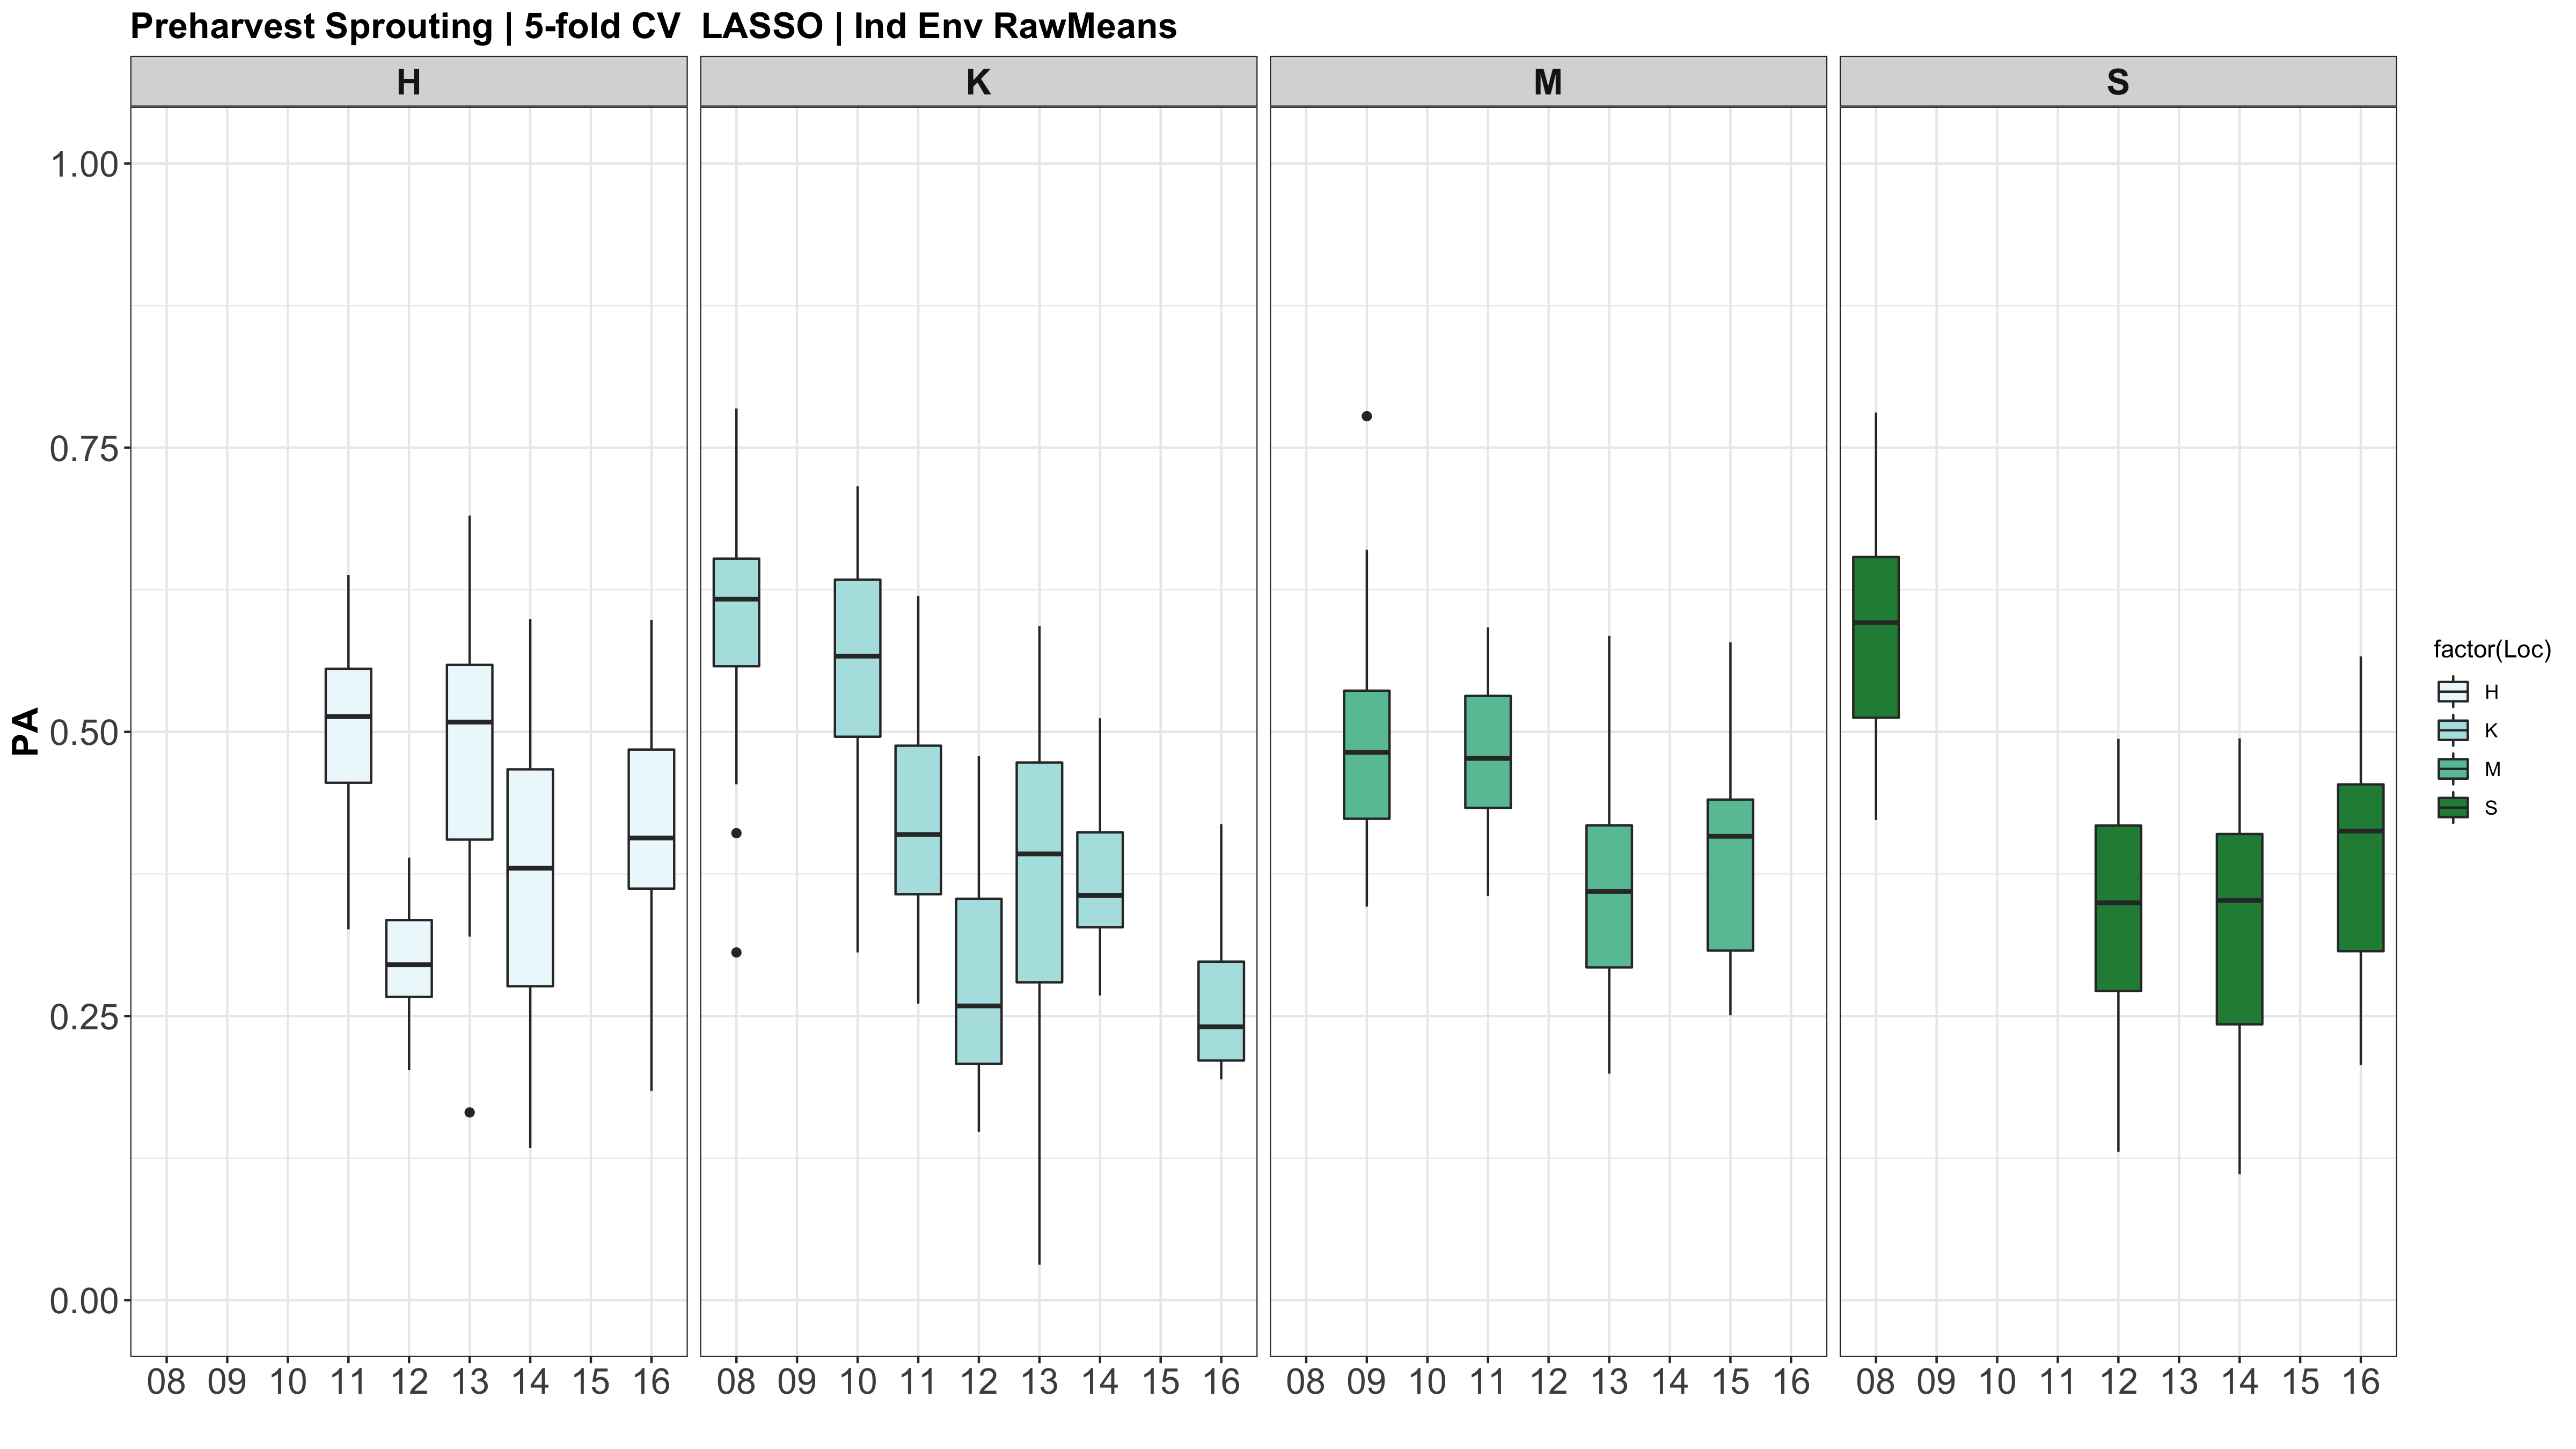 Preharvest Sprouting | 5-fold CV  LASSO | Ind Env RawMeans
H K M S
1.00
0.75
0.50
0.25
0.00
PA
08 09 10 11 12 13 14 15 16 08 09 10 11 12 13 14 15 16 08 09 10 11 12 13 14 15 16 08 09 10 11 12 13 14 15 16
factor(Loc)
H
K
M
S